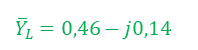 Ȳ_L = 0,46 − j0,14